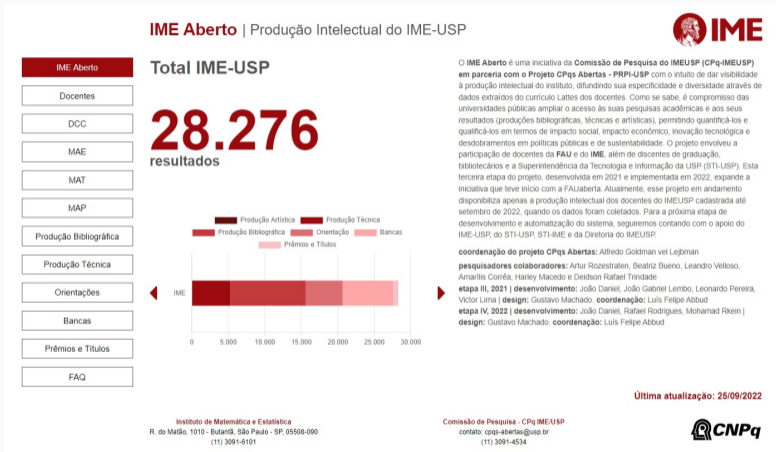 IME Aberto | Produção Intelectual do IME-USP
IME
IME Aberto
Docentes
DCC
MAE
MAT
MAP
Produção Bibliográfica
Produção Técnica
Orientações
Bancas
Prêmios e Títulos
FAQ
Total IME-USP
28.276
resultados
Produção Artística
Produção Técnica
Produção Bibliográfica
Orientação
Bancas
Prêmios e Títulos
IME
0
5.000
10.000
15.000
20.000
25.000
30.000
O IME Aberto é uma iniciativa da Comissão de Pesquisa do IMEUSP (CPq-IMEUSP)
em parceria com o Projeto CPqs Abertas - PRPI-USP com o intuito de dar visibilidade
à produção intelectual do instituto, difundindo sua especificidade e diversidade através de
dados extraídos do currículo Lattes dos docentes. Como se sabe, é compromisso das
universidades públicas ampliar o acesso às suas pesquisas acadêmicas e aos seus
resultados (produções bibliográficas, técnicas e artísticas), permitindo quantificá-los e
qualificá-los em termos de impacto social, impacto econômico, inovação tecnológica e
desdobramentos em políticas públicas e de sustentabilidade. O projeto envolveu a
participação de docentes da FAU e do IME, além de discentes de graduação,
bibliotecários e a Superintendência da Tecnologia e Informação da USP (STI-USP). Esta
terceira etapa do projeto, desenvolvida em 2021 e implementada em 2022, expande a
iniciativa que teve início com a FAUaberta. Atualmente, esse projeto em andamento
disponibiliza apenas a produção intelectual dos docentes do IMEUSP cadastrada até
setembro de 2022, quando os dados foram coletados. Para a próxima etapa de
desenvolvimento e automatização do sistema, seguiremos contando com o apoio do
IME-USP, do STI-USP, STI-IME e da Diretoria do IMEUSP.
coordenação do projeto CPqs Abertas: Alfredo Goldman vel Lejbman
pesquisadores colaboradores: Artur Rozestraten, Beatriz Bueno, Leandro Velloso,
Amarílis Corrêa, Harley Macedo e Deidson Rafael Trindade
etapa III, 2021 | desenvolvimento: João Daniel, João Gabriel Lembo, Leonardo Pereira,
Victor Lima | design: Gustavo Machado. coordenação: Luís Felipe Abbud
etapa IV, 2022 | desenvolvimento: João Daniel, Rafael Rodrigues, Mohamad Rkein |
design: Gustavo Machado. coordenação: Luís Felipe Abbud
Última atualização: 25/09/2022
Instituto de Matemática e Estatística
R. do Matão, 1010 - Butantã, São Paulo - SP, 05508-090
(11) 3091-6101
Comissão de Pesquisa - CPq IME/USP
contato: cpqs-abertas@usp.br
(11) 3091-4534
CNPq